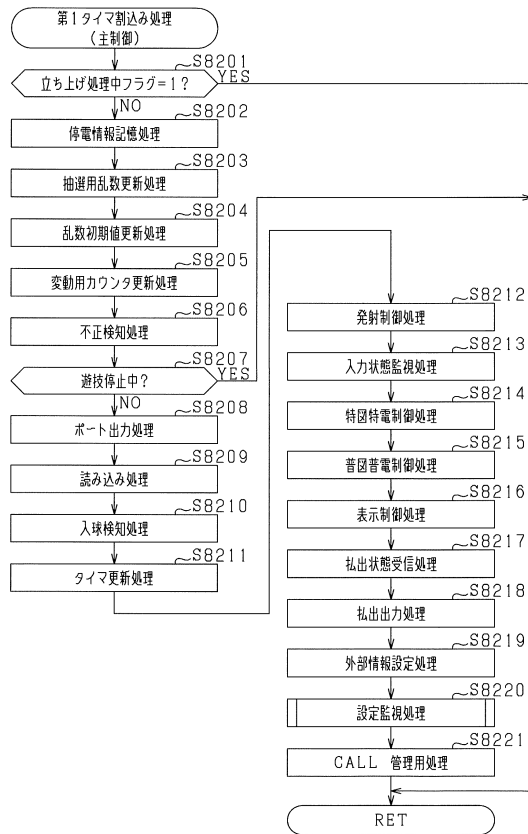 第1タイマ割込み処理
(主制御)
S8201
立ち上げ処理中フラグ=1?
YES
NO
S8202
停電情報記憶処理
S8203
抽選用乱数更新処理
S8204
乱数初期値更新処理
S8205
変動用カウンタ更新処理
S8206
不正検知処理
S8207
遊技停止中?
YES
NO
S8208
ポート出力処理
S8209
読み込み処理
S8210
入球検知処理
S8211
タイマ更新処理
S8212
発射制御処理
S8213
入力状態監視処理
S8214
特図特電制御処理
S8215
普図普電制御処理
S8216
表示制御処理
S8217
払出状態受信処理
S8218
払出出力処理
S8219
外部情報設定処理
S8220
設定監視処理
S8221
CALL 管理用処理
RET